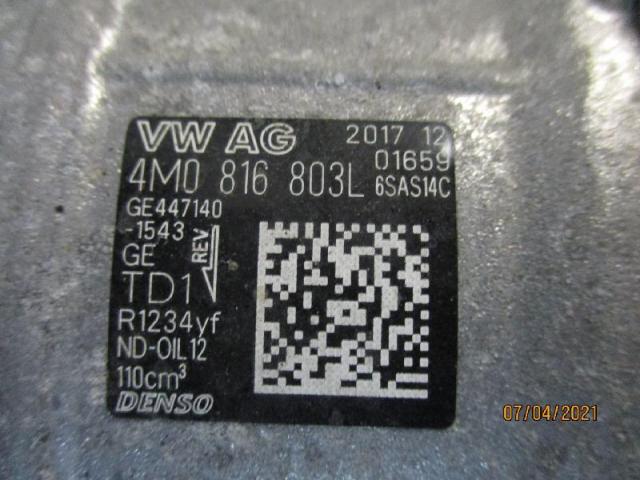 VW AG 2017 12
01659
4M0 816 803L 6SAS14C
GE447140
-1543
GE REV
TD1
R1234yf
ND-OIL12
110cm³
DENSO
07/04/2021